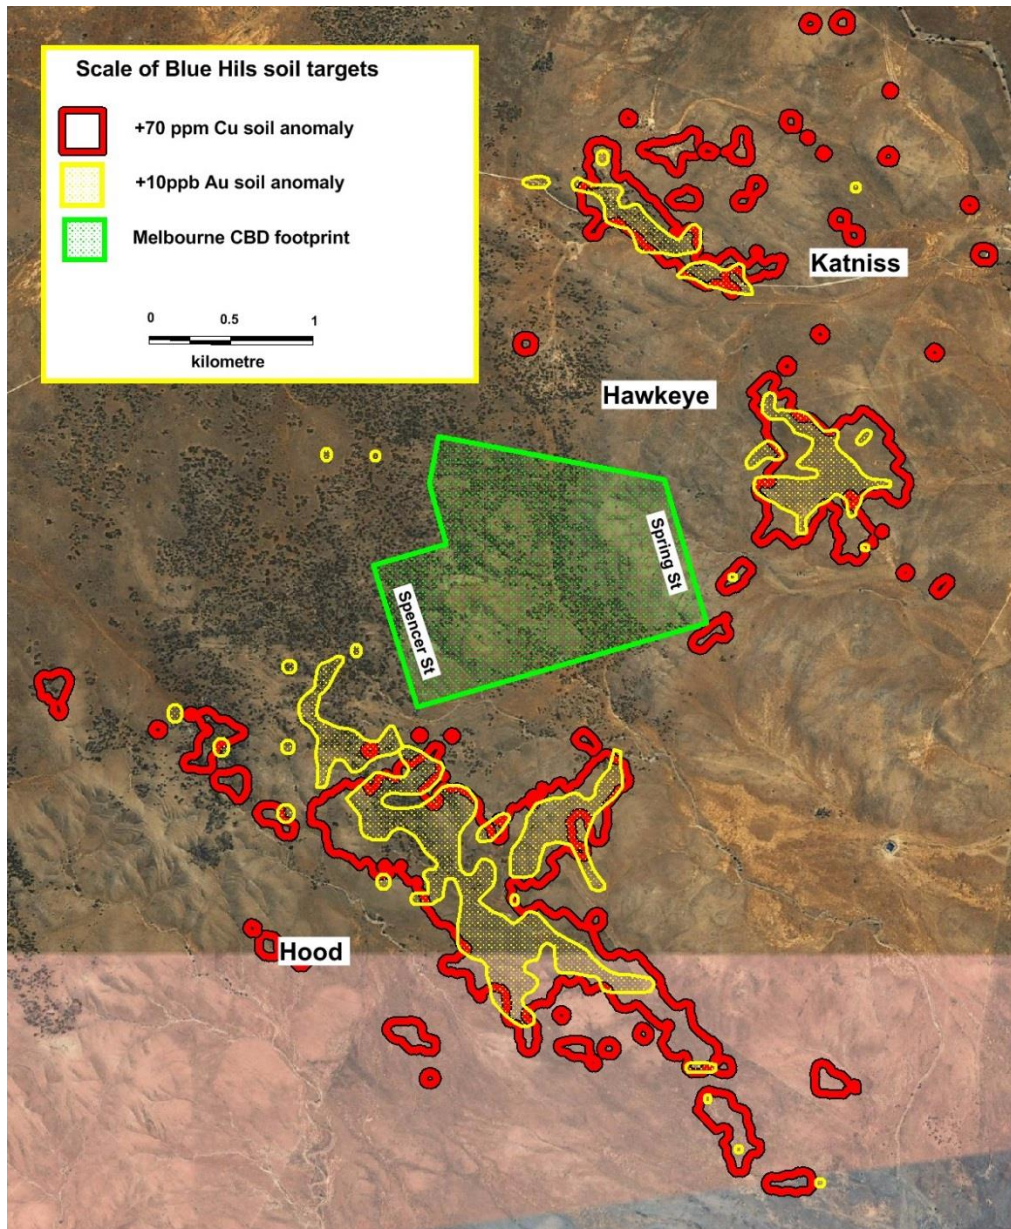 Scale of Blue Hils soil targets
+70 ppm Cu soil anomaly
+10ppb Au soil anomaly
Melbourne CBD footprint
0 0.5 1
kilometre
Katniss
Hawkeye
Spring St
Spencer St
Hood